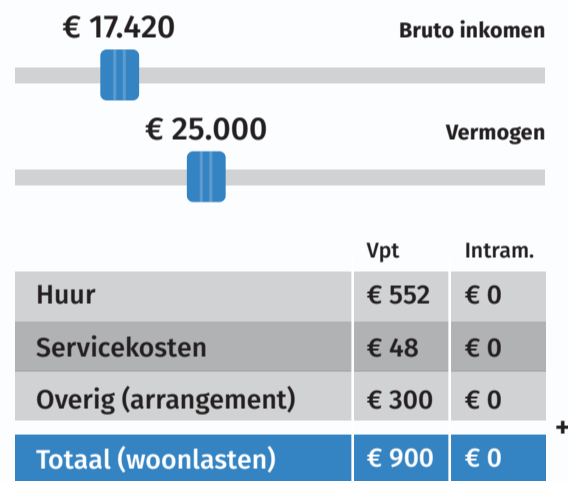 € 17.420 Bruto inkomen
€ 25.000 Vermogen
Vpt Intram.
Huur € 552 € 0
Servicekosten € 48 € 0
Overig (arrangement) € 300 € 0
+
Totaal (woonlasten) € 900 € 0